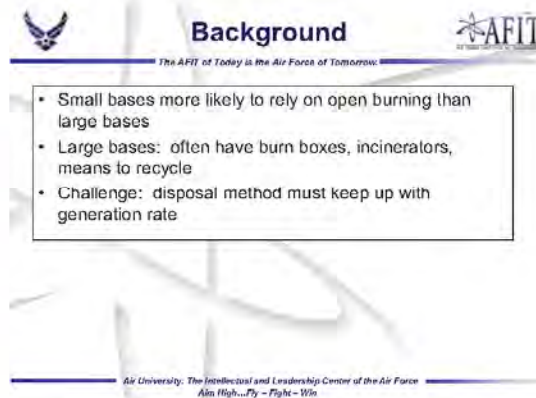 Background
AFIT
The AFIT of Today is the Air Force of Tomorrow.
• Small bases more likely to rely on open burning than
large bases
• Large bases: often have burn boxes, incinerators,
means to recycle
• Challenge: disposal method must keep up with
generation rate
Air University: The Intellectual and Leadership Center of the Air Force
Aim High...Fly – Fight – Win